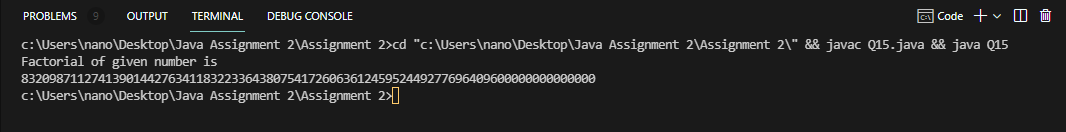 PROBLEMS 9 OUTPUT TERMINAL DEBUG CONSOLE Code
c:\Users\nano\Desktop\Java Assignment 2\Assignment 2>cd "c:\Users\nano\Desktop\Java Assignment 2\Assignment 2\" && javac Q15.java && java Q15
Factorial of given number is
8320987112741390144276341183223364380754172606361245952449277696409600000000000000
c:\Users\nano\Desktop\Java Assignment 2\Assignment 2>